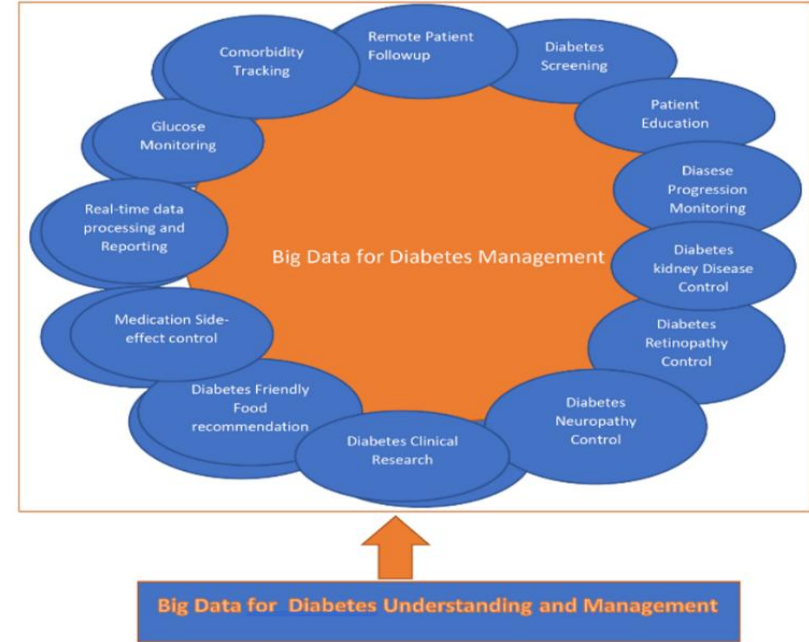 Remote Patient
Followup
Diabetes
Screening
Patient
Education
Diasese
Progression
Monitoring
Diabetes
kidney Disease
Control
Diabetes
Retinopathy
Control
Diabetes
Neuropathy
Control
Diabetes Clinical
Research
Diabetes Friendly
Food
recommendation
Medication Side-
effect control
Real-time data
processing and
Reporting
Glucose
Monitoring
Comorbidity
Tracking
Big Data for Diabetes Management
Big Data for Diabetes Understanding and Management